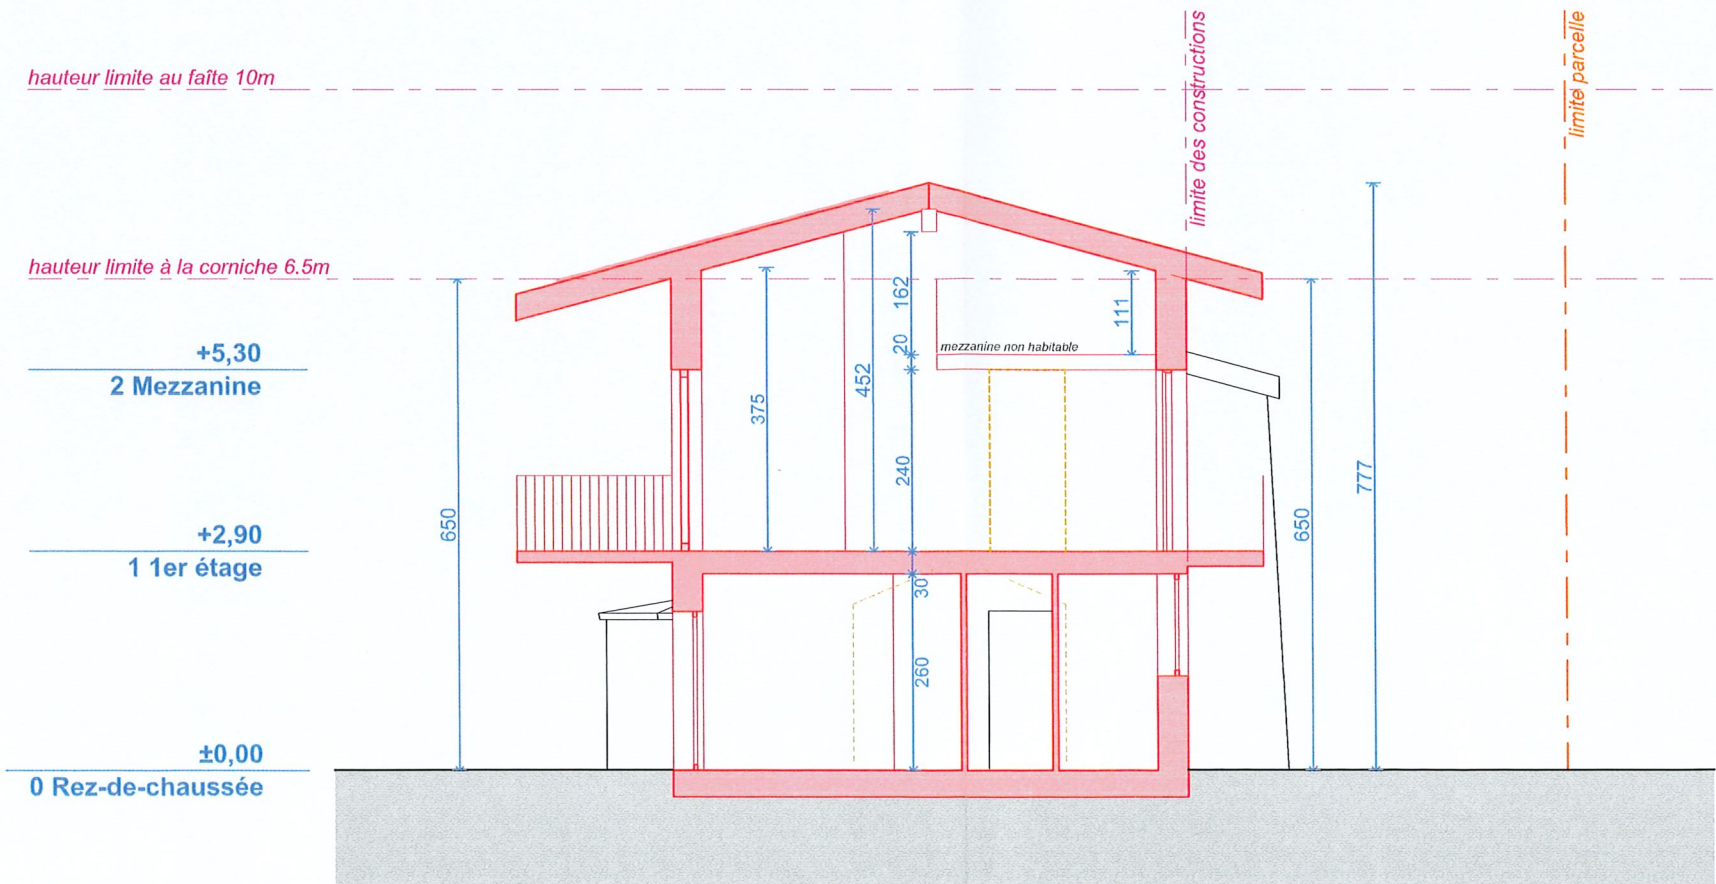 limite des constructions
limite parcelle
hauteur limite au faîte 10m
hauteur limite à la corniche 6.5m
162
111
20
mezzanine non habitable
+5,30
2 Mezzanine
452
375
240
777
650
650
+2,90
1 1er étage
30
260
±0,00
0 Rez-de-chaussée